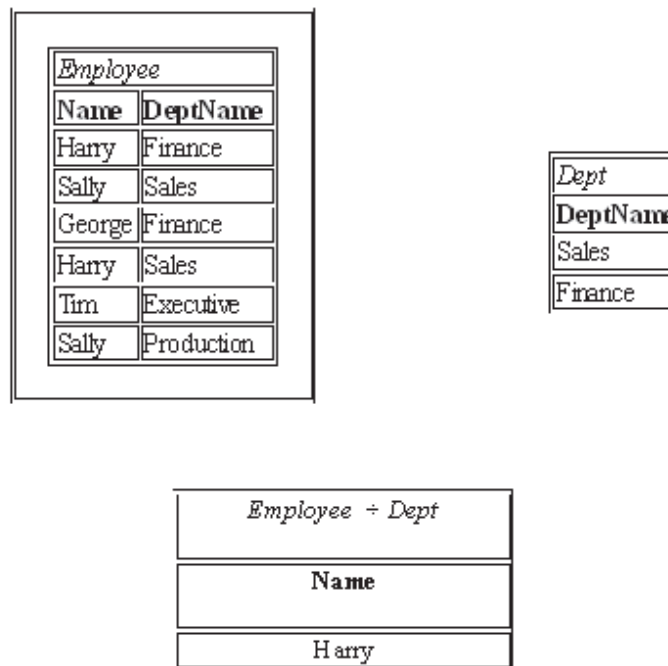 Employee
Name DeptName
Harry Finance
Sally Sales
George Finance
Harry Sales
Tim Executive
Sally Production
Dept
DeptName
Sales
Finance
Employee ÷ Dept
Name
Harry